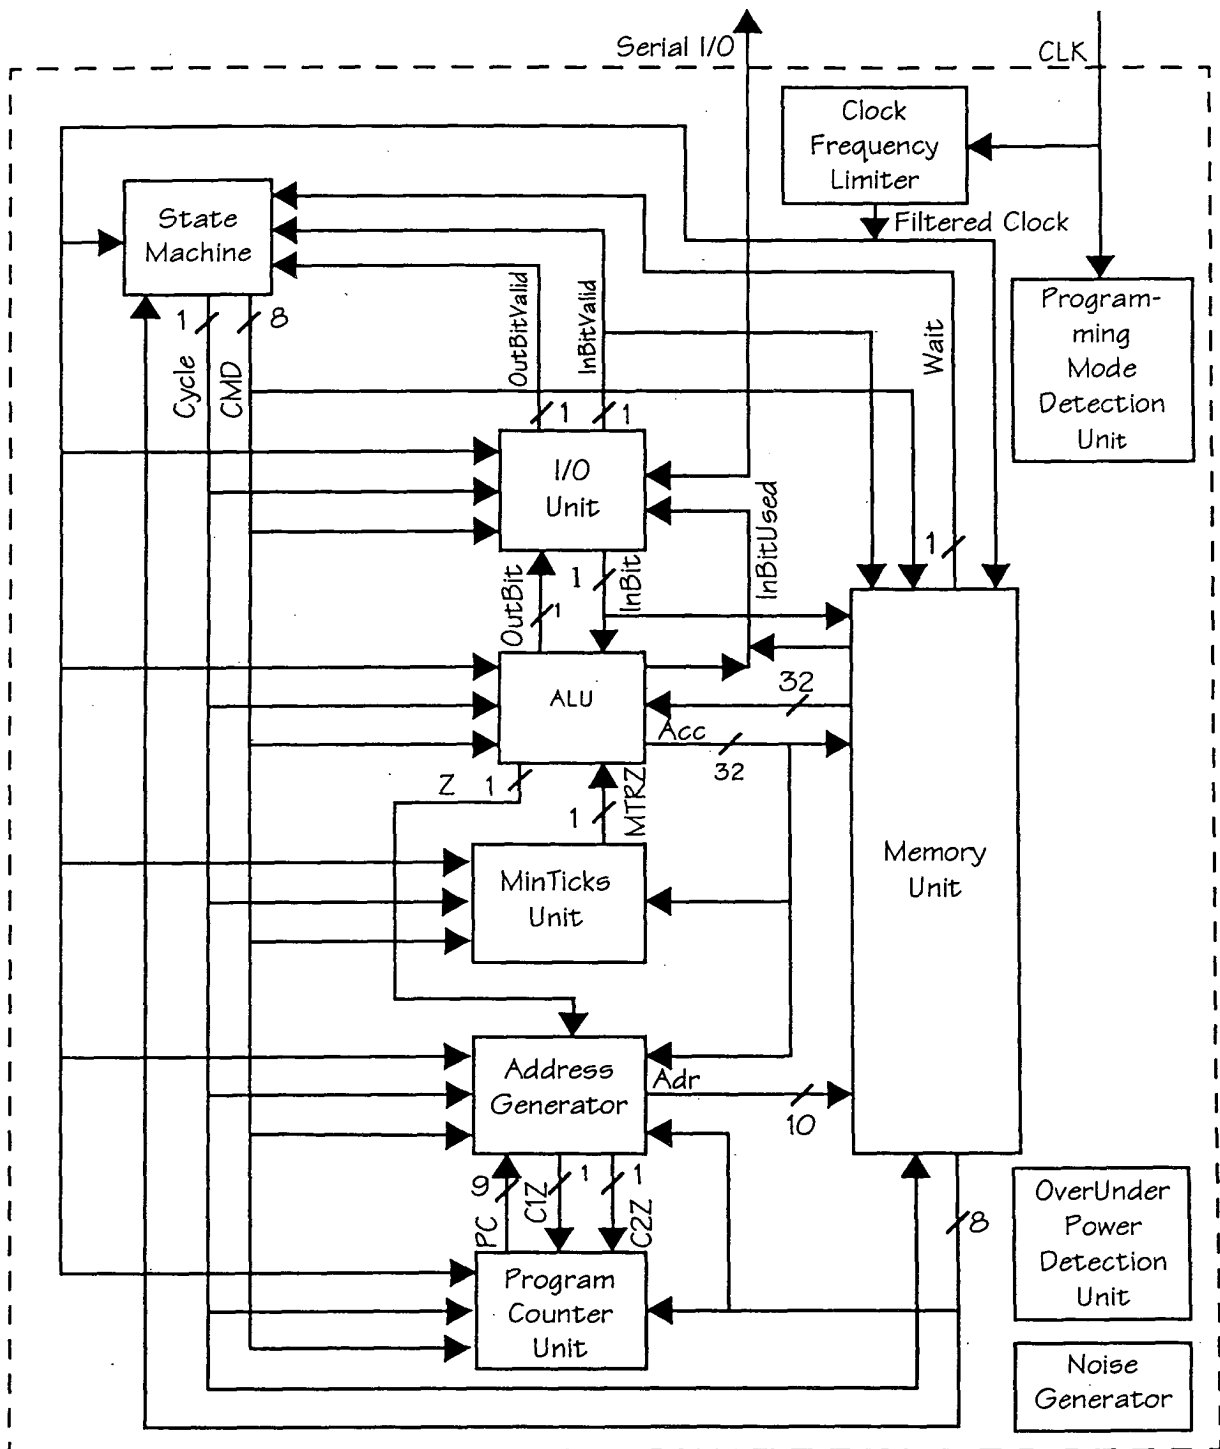 Serial I/O
CLK
Clock
Frequency
Limiter
Filtered Clock
State
Machine
1
8
Cycle
CMD
OutBitValid
InBitValid
Wait
Program-
ming
Mode
Detection
Unit
1
1
I/O
Unit
InBitUsed
1
OutBit
1
1
InBit
ALU
32
Acc
32
Z
1
1
MTRZ
MinTicks
Unit
Memory
Unit
Address
Generator
Adr
10
9
PC
C1Z
1
1
C2Z
8
OverUnder
Power
Detection
Unit
Program
Counter
Unit
Noise
Generator